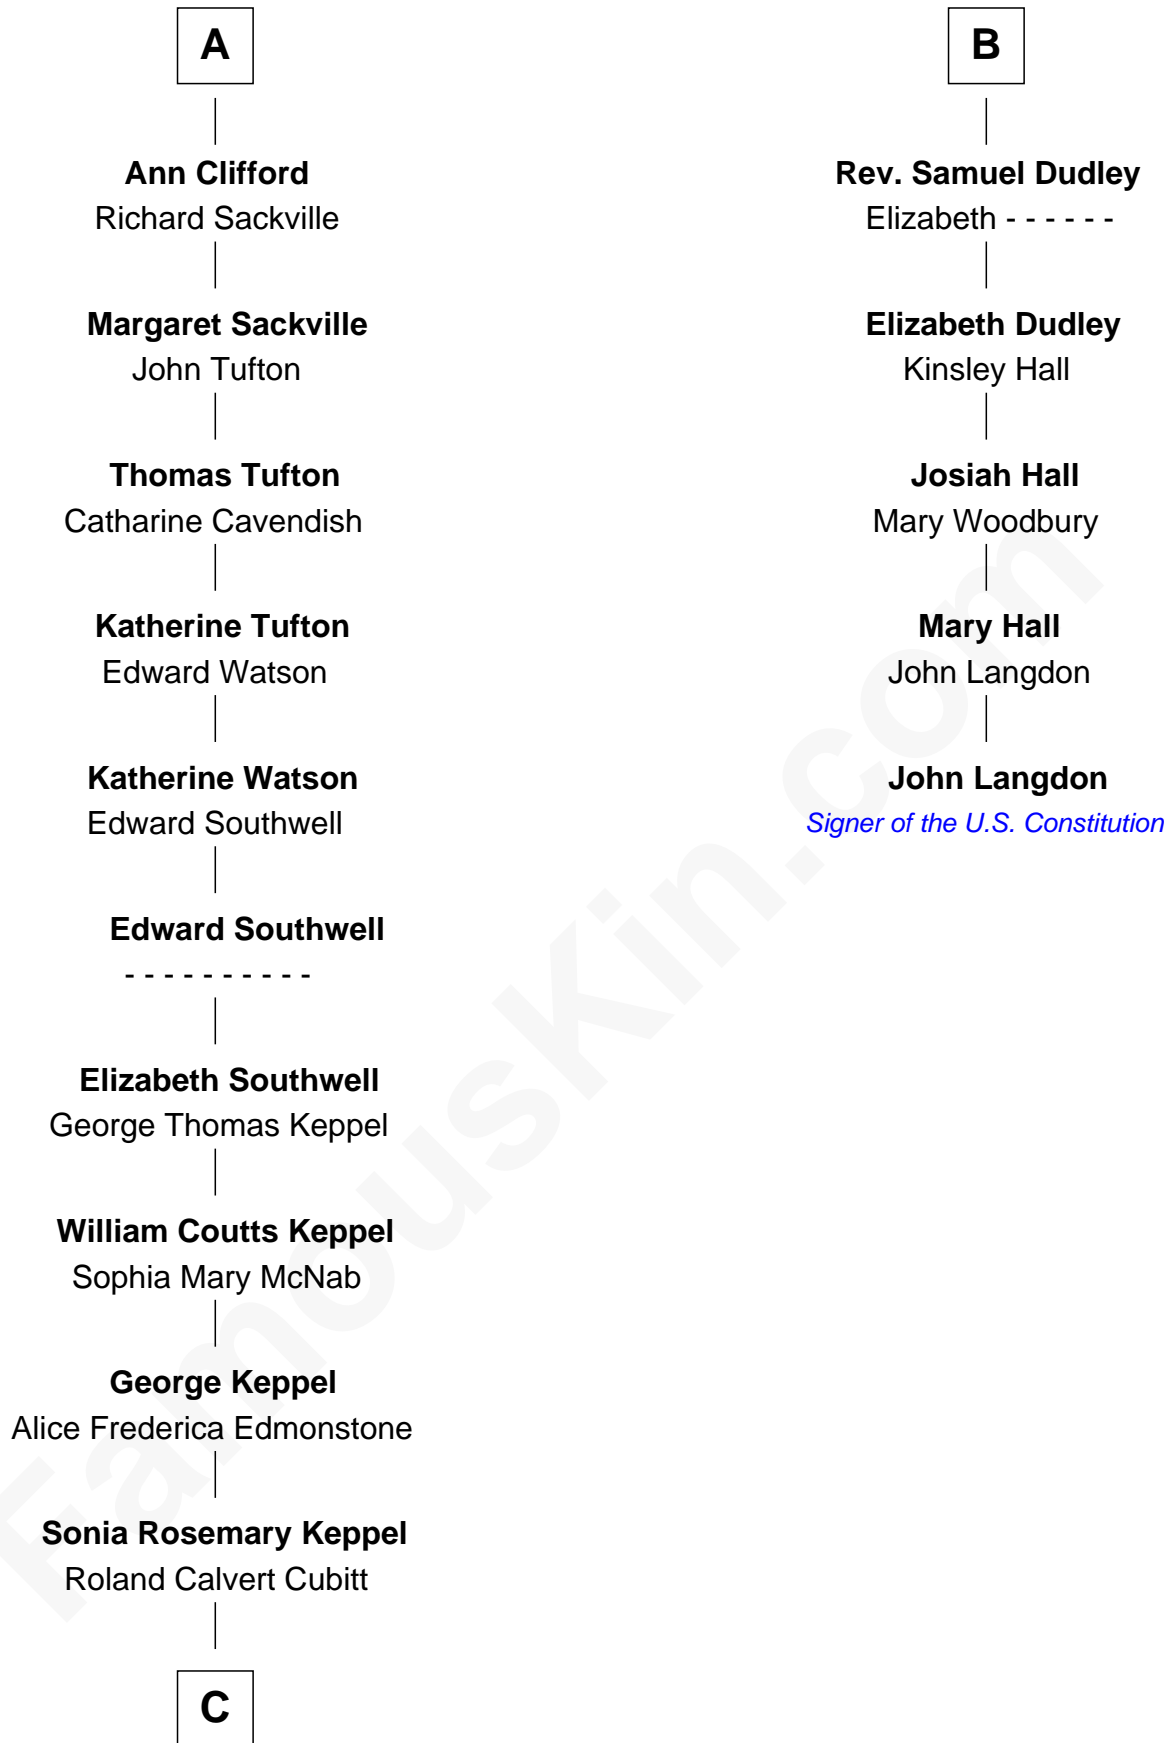 A
Ann Clifford
Richard Sackville
Margaret Sackville
John Tufton
Thomas Tufton
Catharine Cavendish
Katherine Tufton
Edward Watson
Katherine Watson
Edward Southwell
Edward Southwell
- - - - - - - - - -
Elizabeth Southwell
George Thomas Keppel
William Coutts Keppel
Sophia Mary McNab
George Keppel
Alice Frederica Edmonstone
Sonia Rosemary Keppel
Roland Calvert Cubitt
C
B
Rev. Samuel Dudley
Elizabeth - - - - - -
Elizabeth Dudley
Kinsley Hall
Josiah Hall
Mary Woodbury
Mary Hall
John Langdon
John Langdon
Signer of the U.S. Constitution
FamousKin.com